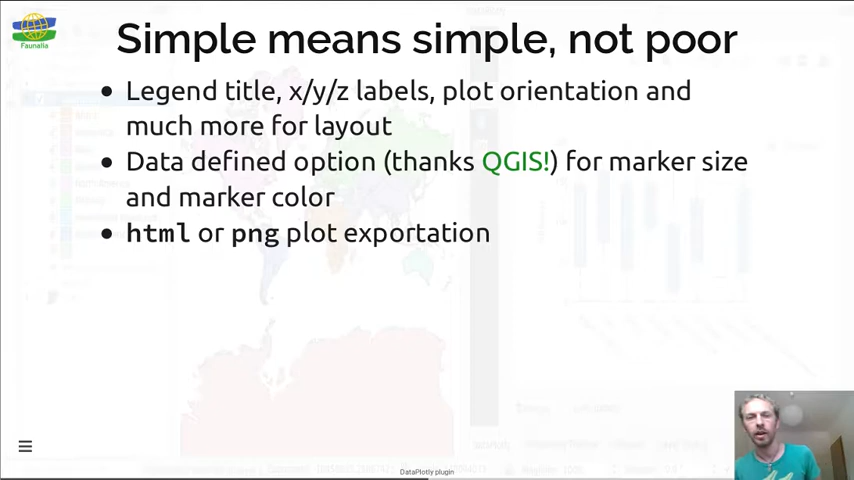 Faunalia
Simple means simple, not poor
Legend title, x/y/z labels, plot orientation and
much more for layout
Data defined option (thanks QGIS!) for marker size
and marker color
html or png plot exportation
DataPlotly plugin